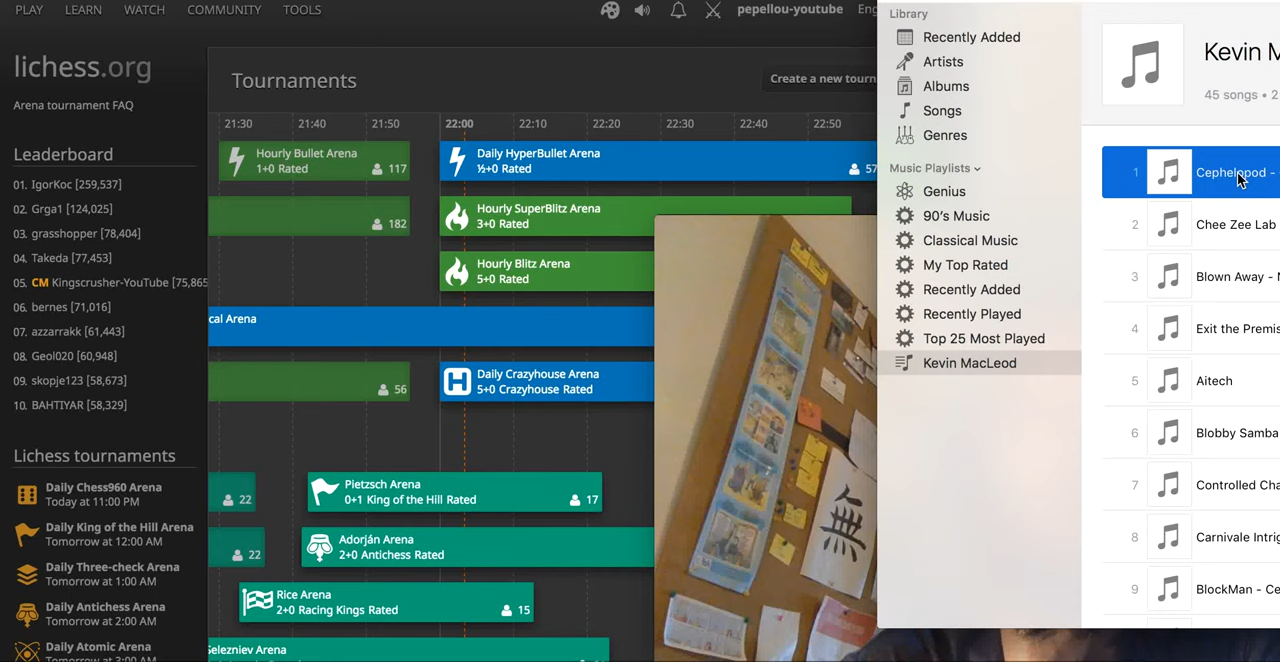 PLAY LEARN WATCH COMMUNITY TOOLS pepellou-youtube Eng
lichess.org
Arena tournament FAQ
Leaderboard
01. IgorKoc [259,537]
02. Grga1 [124,025]
03. grasshopper [78,404]
04. Takeda [77,453]
05. CM Kingscrusher-YouTube [75,865
06. bernes [71,016]
07. azzarrakk [61,443]
08. Geol020 [60,948]
09. skopje123 [58,673]
10. BAHTIYAR [58,329]
Lichess tournaments
Daily Chess960 Arena
Today at 11:00 PM
Daily King of the Hill Arena
Tomorrow at 12:00 AM
Daily Three-check Arena
Tomorrow at 1:00 AM
Daily Antichess Arena
Tomorrow at 2:00 AM
Daily Atomic Arena
Tomorrow at 3:00 AM
Tournaments
Create a new tourn
21:30 21:40 21:50 22:00 22:10 22:20 22:30 22:40 22:50
Hourly Bullet Arena
1+0 Rated 117
Daily HyperBullet Arena
½+0 Rated 57
182
Hourly SuperBlitz Arena
3+0 Rated
Hourly Blitz Arena
5+0 Rated
cal Arena
56
Daily Crazyhouse Arena
5+0 Crazyhouse Rated
22
Pietzsch Arena
0+1 King of the Hill Rated 17
22
Adorján Arena
2+0 Antichess Rated
Rice Arena
2+0 Racing Kings Rated 15
Selezniev Arena
無
Library
Recently Added
Artists
Albums
Songs
Genres
Music Playlists
Genius
90's Music
Classical Music
My Top Rated
Recently Added
Recently Played
Top 25 Most Played
Kevin MacLeod
Kevin M
45 songs • 2
1 Cephelopod -
2 Chee Zee Lab
3 Blown Away - N
4 Exit the Premis
5 Aitech
6 Blobby Samba
7 Controlled Cha
8 Carnivale Intrig
9 BlockMan - Ce